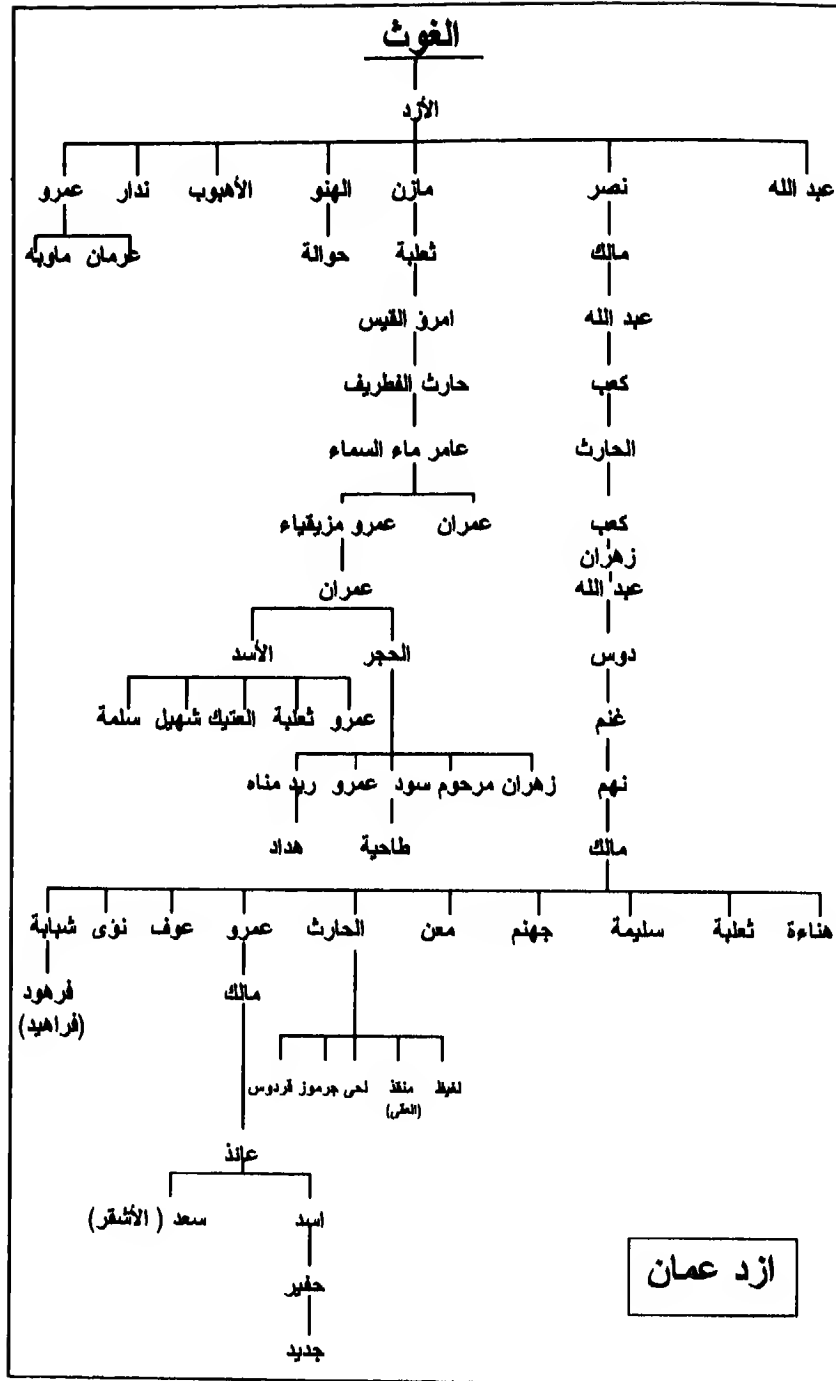 الغوث
الأزد
عبد الله نصر مازن الهنو الأهبوب ندار عمرو
مالك ثعلبة حوالة عرمان ماويه
عبد الله امرؤ القيس
كعب حارث الغطريف
الحارث عامر ماء السماء
كعب عمران عمرو مزيقياء
زهران
عبد الله عمران
دوس الحجر الأسد
غنم عمرو ثعلبة العتيك شهيل سلمة
نهم زهران مرحوم سود عمرو ريد مناه
مالك طاحية هداد
هناءة ثعلبة سليمة جهنم معن الحارث عمرو عوف نوى شبابة
مالك فرهود
(فراهيد)
لقيط منقذ لحى جرموز قردوس
(العقى)
عائذ
اسد سعد (الأشقر)
حفير
جديد
ازد عمان